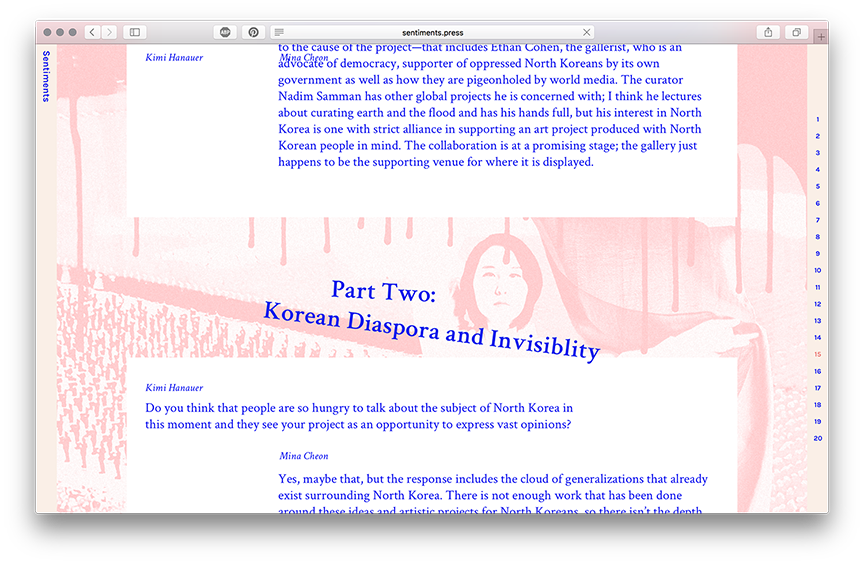 sentiments.press
ABP
Sentiments
Kimi Hanauer
Mina Cheon
to the cause of the project—that includes Ethan Cohen, the gallerist, who is an
advocate of democracy, supporter of oppressed North Koreans by its own
government as well as how they are pigeonholed by world media. The curator
Nadim Samman has other global projects he is concerned with; I think he lectures
about curating earth and the flood and has his hands full, but his interest in North
Korea is one with strict alliance in supporting an art project produced with North
Korean people in mind. The collaboration is at a promising stage; the gallery just
happens to be the supporting venue for where it is displayed.
Part Two:
Korean Diaspora and Invisiblity
Kimi Hanauer
Do you think that people are so hungry to talk about the subject of North Korea in
this moment and they see your project as an opportunity to express vast opinions?
Mina Cheon
Yes, maybe that, but the response includes the cloud of generalizations that already
exist surrounding North Korea. There is not enough work that has been done
around these ideas and artistic projects for North Koreans, so there isn't the depth
1
2
3
4
5
6
7
8
9
10
11
12
13
14
15
16
17
18
19
20